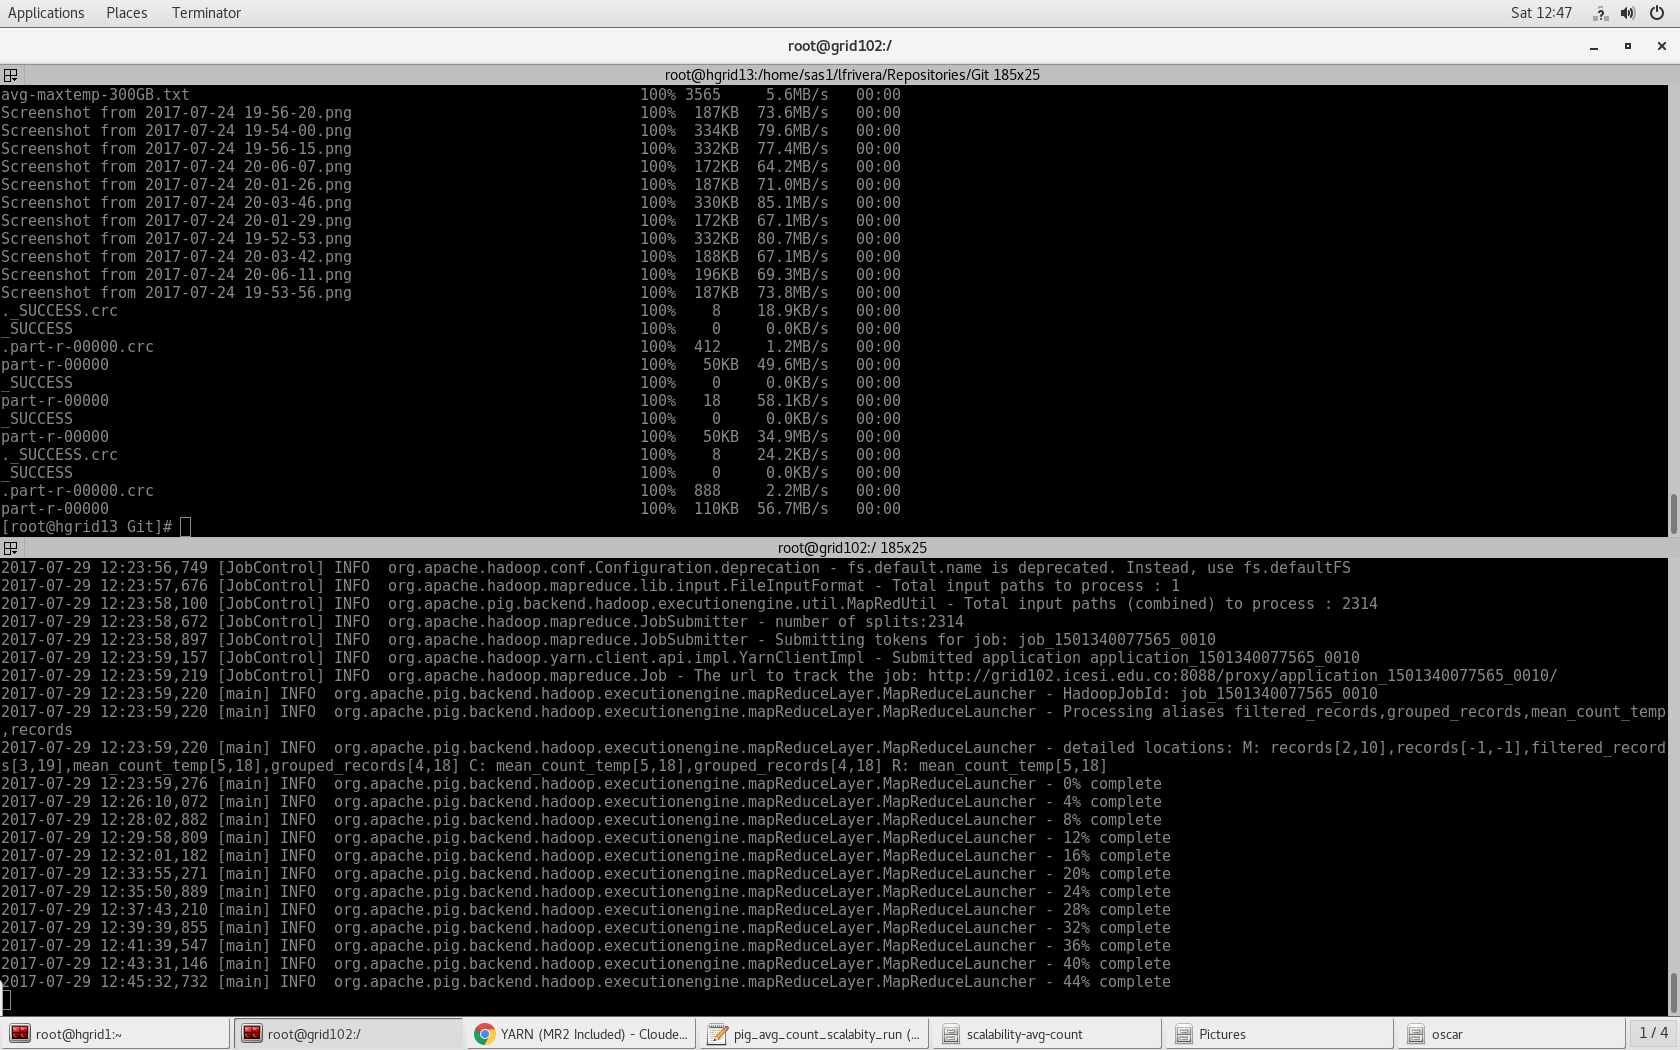 Applications Places Terminator Sat 12:47
root@grid102:/
root@hgrid13:/home/sas1/lfrivera/Repositories/Git 185x25
avg-maxtemp-300GB.txt 100% 3565 5.6MB/s 00:00
Screenshot from 2017-07-24 19-56-20.png 100% 187KB 73.6MB/s 00:00
Screenshot from 2017-07-24 19-54-00.png 100% 334KB 79.6MB/s 00:00
Screenshot from 2017-07-24 19-56-15.png 100% 332KB 77.4MB/s 00:00
Screenshot from 2017-07-24 20-06-07.png 100% 172KB 64.2MB/s 00:00
Screenshot from 2017-07-24 20-01-26.png 100% 187KB 71.0MB/s 00:00
Screenshot from 2017-07-24 20-03-46.png 100% 330KB 85.1MB/s 00:00
Screenshot from 2017-07-24 20-01-29.png 100% 172KB 67.1MB/s 00:00
Screenshot from 2017-07-24 19-52-53.png 100% 332KB 80.7MB/s 00:00
Screenshot from 2017-07-24 20-03-42.png 100% 188KB 67.1MB/s 00:00
Screenshot from 2017-07-24 20-06-11.png 100% 196KB 69.3MB/s 00:00
Screenshot from 2017-07-24 19-53-56.png 100% 187KB 73.8MB/s 00:00
._SUCCESS.crc 100% 8 18.9KB/s 00:00
_SUCCESS 100% 0 0.0KB/s 00:00
.part-r-00000.crc 100% 412 1.2MB/s 00:00
part-r-00000 100% 50KB 49.6MB/s 00:00
_SUCCESS 100% 0 0.0KB/s 00:00
part-r-00000 100% 18 58.1KB/s 00:00
_SUCCESS 100% 0 0.0KB/s 00:00
part-r-00000 100% 50KB 34.9MB/s 00:00
._SUCCESS.crc 100% 8 24.2KB/s 00:00
_SUCCESS 100% 0 0.0KB/s 00:00
.part-r-00000.crc 100% 888 2.2MB/s 00:00
part-r-00000 100% 110KB 56.7MB/s 00:00
[root@hgrid13 Git]#
root@grid102:/ 185x25
2017-07-29 12:23:56,749 [JobControl] INFO  org.apache.hadoop.conf.Configuration.deprecation - fs.default.name is deprecated. Instead, use fs.defaultFS
2017-07-29 12:23:57,676 [JobControl] INFO  org.apache.hadoop.mapreduce.lib.input.FileInputFormat - Total input paths to process : 1
2017-07-29 12:23:58,100 [JobControl] INFO  org.apache.pig.backend.hadoop.executionengine.util.MapRedUtil - Total input paths (combined) to process : 2314
2017-07-29 12:23:58,672 [JobControl] INFO  org.apache.hadoop.mapreduce.JobSubmitter - number of splits:2314
2017-07-29 12:23:58,897 [JobControl] INFO  org.apache.hadoop.mapreduce.JobSubmitter - Submitting tokens for job: job_1501340077565_0010
2017-07-29 12:23:59,157 [JobControl] INFO  org.apache.hadoop.yarn.client.api.impl.YarnClientImpl - Submitted application application_1501340077565_0010
2017-07-29 12:23:59,219 [JobControl] INFO  org.apache.hadoop.mapreduce.Job - The url to track the job: http://grid102.icesi.edu.co:8088/proxy/application_1501340077565_0010/
2017-07-29 12:23:59,220 [main] INFO  org.apache.pig.backend.hadoop.executionengine.mapReduceLayer.MapReduceLauncher - HadoopJobId: job_1501340077565_0010
2017-07-29 12:23:59,220 [main] INFO  org.apache.pig.backend.hadoop.executionengine.mapReduceLayer.MapReduceLauncher - Processing aliases filtered_records,grouped_records,mean_count_temp
,records
2017-07-29 12:23:59,220 [main] INFO  org.apache.pig.backend.hadoop.executionengine.mapReduceLayer.MapReduceLauncher - detailed locations: M: records[2,10],records[-1,-1],filtered_record
s[3,19],mean_count_temp[5,18],grouped_records[4,18] C: mean_count_temp[5,18],grouped_records[4,18] R: mean_count_temp[5,18]
2017-07-29 12:23:59,276 [main] INFO  org.apache.pig.backend.hadoop.executionengine.mapReduceLayer.MapReduceLauncher - 0% complete
2017-07-29 12:26:10,072 [main] INFO  org.apache.pig.backend.hadoop.executionengine.mapReduceLayer.MapReduceLauncher - 4% complete
2017-07-29 12:28:02,882 [main] INFO  org.apache.pig.backend.hadoop.executionengine.mapReduceLayer.MapReduceLauncher - 8% complete
2017-07-29 12:29:58,809 [main] INFO  org.apache.pig.backend.hadoop.executionengine.mapReduceLayer.MapReduceLauncher - 12% complete
2017-07-29 12:32:01,182 [main] INFO  org.apache.pig.backend.hadoop.executionengine.mapReduceLayer.MapReduceLauncher - 16% complete
2017-07-29 12:33:55,271 [main] INFO  org.apache.pig.backend.hadoop.executionengine.mapReduceLayer.MapReduceLauncher - 20% complete
2017-07-29 12:35:50,889 [main] INFO  org.apache.pig.backend.hadoop.executionengine.mapReduceLayer.MapReduceLauncher - 24% complete
2017-07-29 12:37:43,210 [main] INFO  org.apache.pig.backend.hadoop.executionengine.mapReduceLayer.MapReduceLauncher - 28% complete
2017-07-29 12:39:39,855 [main] INFO  org.apache.pig.backend.hadoop.executionengine.mapReduceLayer.MapReduceLauncher - 32% complete
2017-07-29 12:41:39,547 [main] INFO  org.apache.pig.backend.hadoop.executionengine.mapReduceLayer.MapReduceLauncher - 36% complete
2017-07-29 12:43:31,146 [main] INFO  org.apache.pig.backend.hadoop.executionengine.mapReduceLayer.MapReduceLauncher - 40% complete
2017-07-29 12:45:32,732 [main] INFO  org.apache.pig.backend.hadoop.executionengine.mapReduceLayer.MapReduceLauncher - 44% complete
root@hgrid1:~ root@grid102:/ YARN (MR2 Included) - Cloude... pig_avg_count_scalabity_run (... scalability-avg-count Pictures oscar 1 / 4